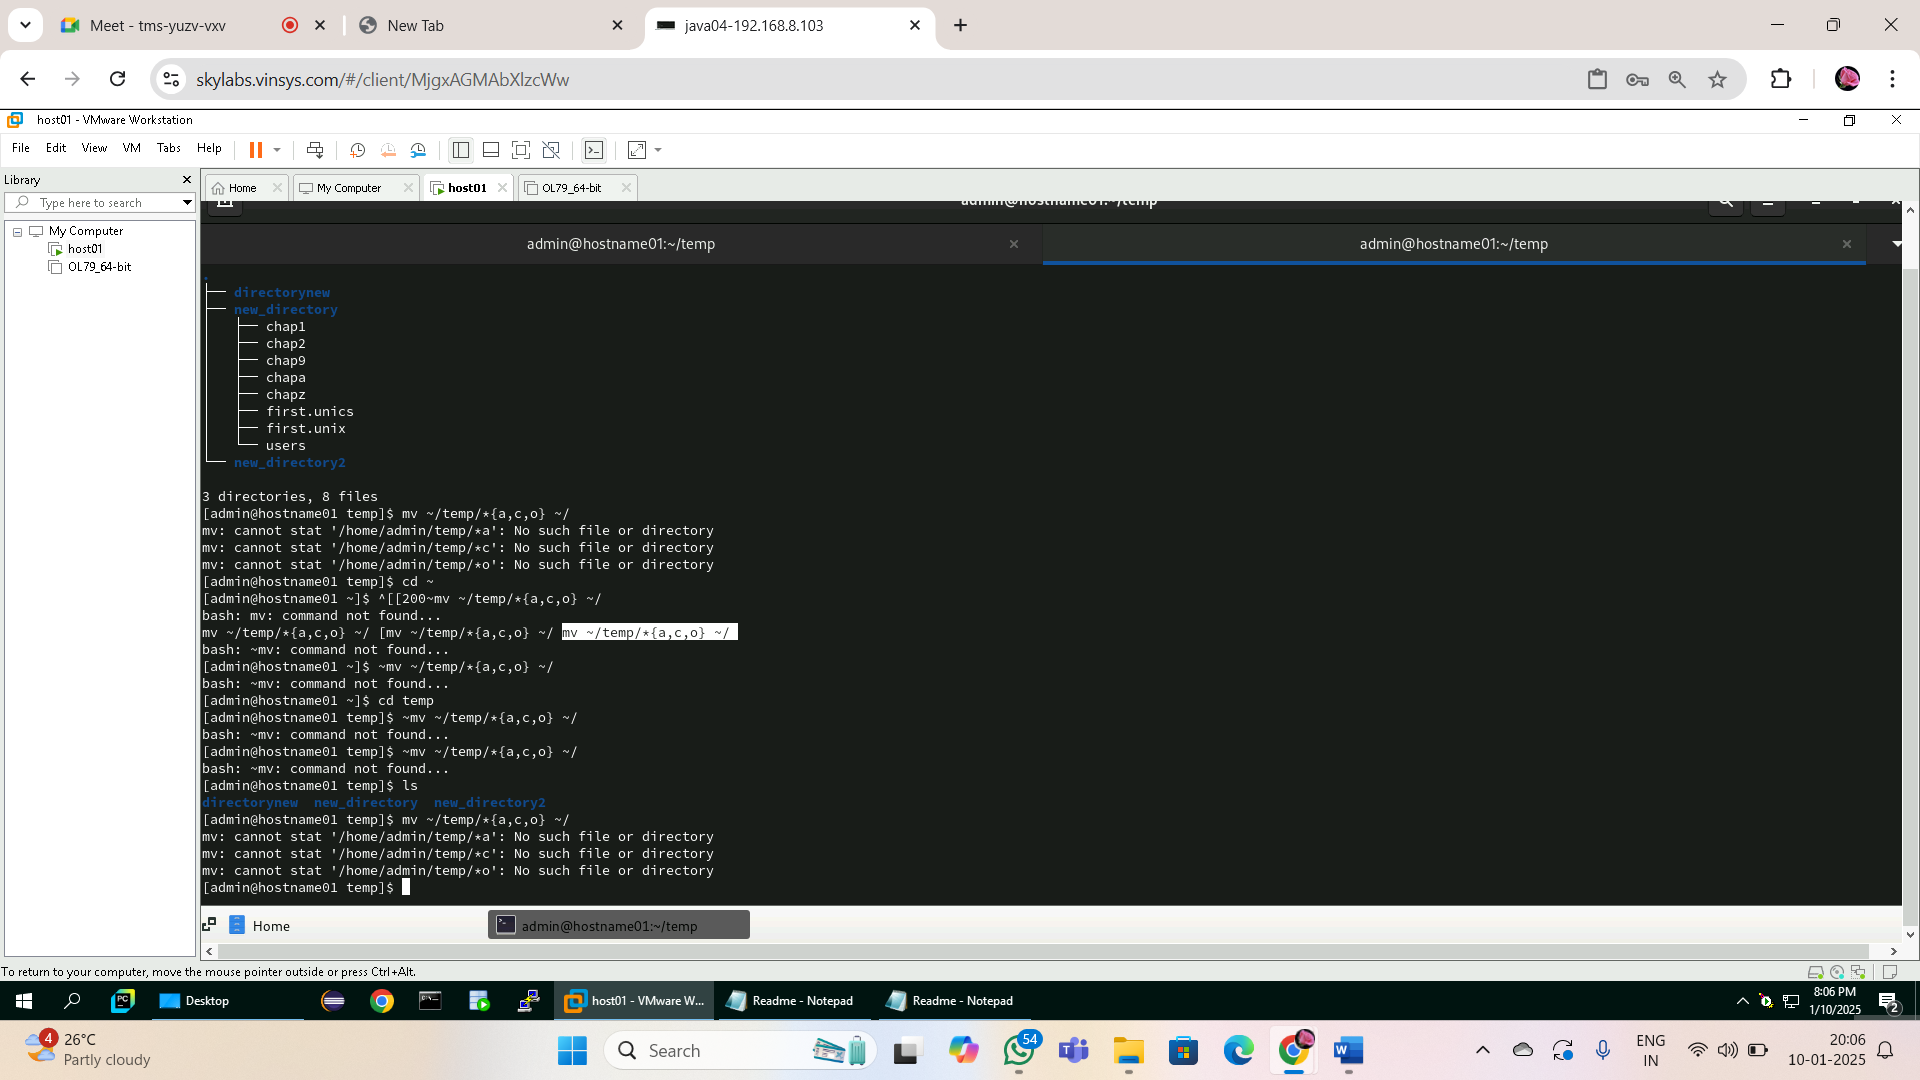 Meet - tms-yuzv-vxv
New Tab
java04-192.168.8.103
skylabs.vinsys.com/#/client/MjgxAGMAbXlzcWw
host01 - VMware Workstation
File Edit View VM Tabs Help
Library
Home
My Computer
host01
OL79_64-bit
Type here to search
My Computer
host01
OL79_64-bit
admin@hostname01:~/temp
admin@hostname01:~/temp
admin@hostname01:~/temp
.
├── directorynew
├── new_directory
│   ├── chap1
│   ├── chap2
│   ├── chap9
│   ├── chapa
│   ├── chapz
│   ├── first.unics
│   ├── first.unix
│   └── users
└── new_directory2
3 directories, 8 files
[admin@hostname01 temp]$ mv ~/temp/*{a,c,o} ~/
mv: cannot stat '/home/admin/temp/*a': No such file or directory
mv: cannot stat '/home/admin/temp/*c': No such file or directory
mv: cannot stat '/home/admin/temp/*o': No such file or directory
[admin@hostname01 temp]$ cd ~
[admin@hostname01 ~]$ ^[[200~mv ~/temp/*{a,c,o} ~/
bash: mv: command not found...
mv ~/temp/*{a,c,o} ~/ [mv ~/temp/*{a,c,o} ~/ mv ~/temp/*{a,c,o} ~/
bash: ~mv: command not found...
[admin@hostname01 ~]$ ~mv ~/temp/*{a,c,o} ~/
bash: ~mv: command not found...
[admin@hostname01 ~]$ cd temp
[admin@hostname01 temp]$ ~mv ~/temp/*{a,c,o} ~/
bash: ~mv: command not found...
[admin@hostname01 temp]$ ~mv ~/temp/*{a,c,o} ~/
bash: ~mv: command not found...
[admin@hostname01 temp]$ ls
directorynew  new_directory  new_directory2
[admin@hostname01 temp]$ mv ~/temp/*{a,c,o} ~/
mv: cannot stat '/home/admin/temp/*a': No such file or directory
mv: cannot stat '/home/admin/temp/*c': No such file or directory
mv: cannot stat '/home/admin/temp/*o': No such file or directory
[admin@hostname01 temp]$
Home
admin@hostname01:~/temp
To return to your computer, move the mouse pointer outside or press Ctrl+Alt.
Desktop
host01 - VMware W...
Readme - Notepad
Readme - Notepad
8:06 PM
1/10/2025
2
4
26°C
Partly cloudy
Search
54
ENG
IN
20:06
10-01-2025